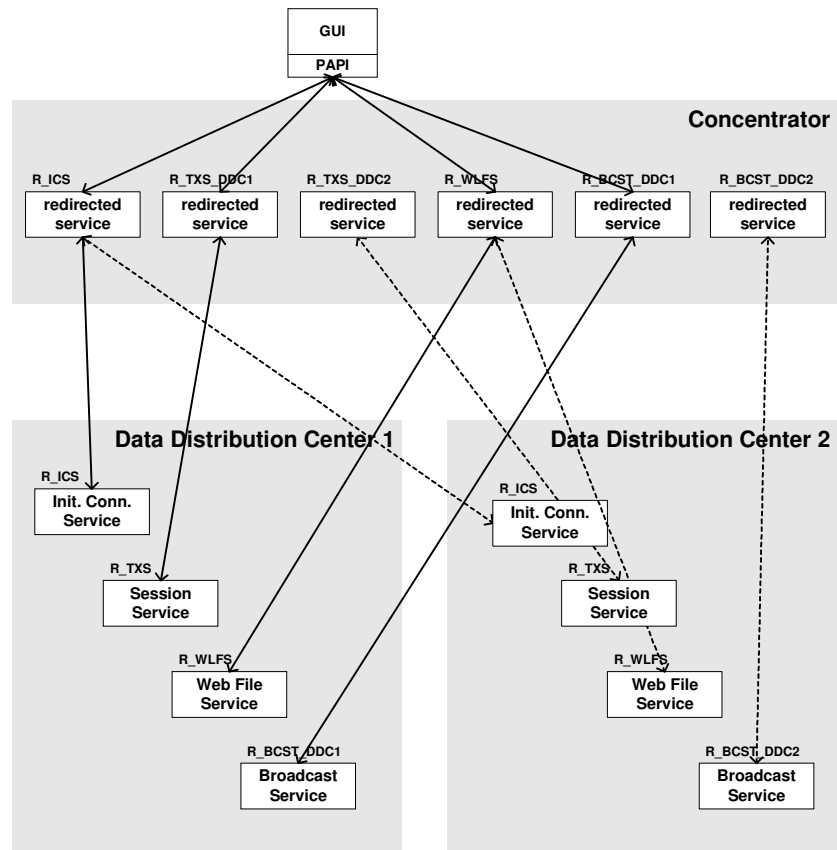 GUI
PAPI
Concentrator
R_ICS
R_TXS_DDC1
R_TXS_DDC2
R_WLFS
R_BCST_DDC1
R_BCST_DDC2
redirected
service
redirected
service
redirected
service
redirected
service
redirected
service
redirected
service
Data Distribution Center 1
R_ICS
Init. Conn.
Service
R_TXS
Session
Service
R_WLFS
Web File
Service
R_BCST_DDC1
Broadcast
Service
Data Distribution Center 2
R_ICS
Init. Conn.
Service
R_TXS
Session
Service
R_WLFS
Web File
Service
R_BCST_DDC2
Broadcast
Service